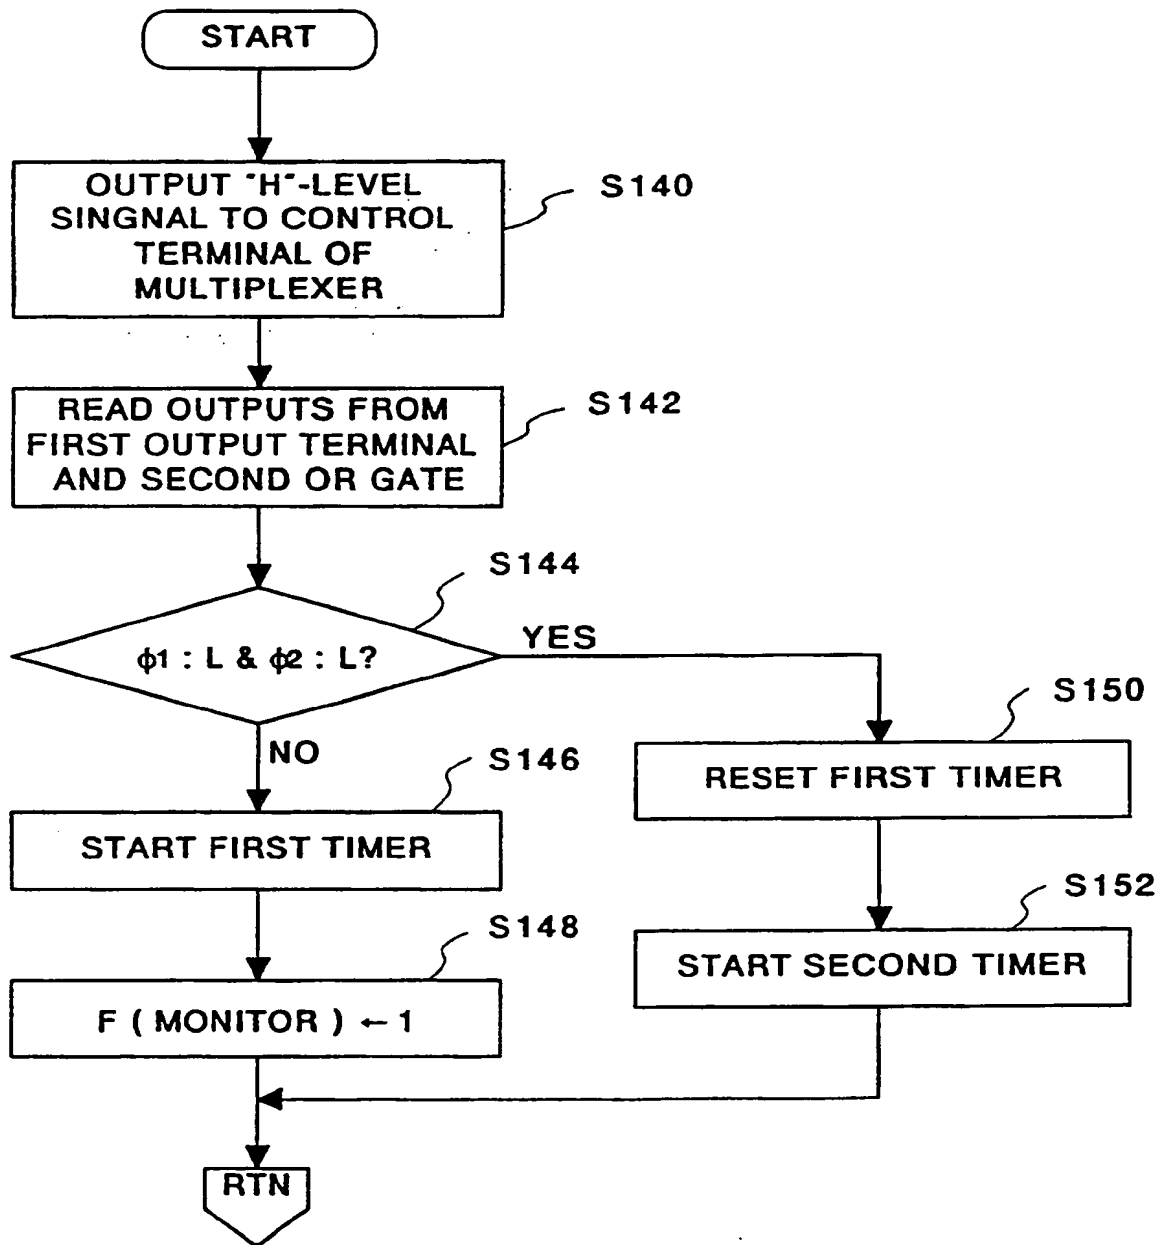 START
OUTPUT "H"-LEVEL
SINGNAL TO CONTROL
TERMINAL OF
MULTIPLEXER
S140
READ OUTPUTS FROM
FIRST OUTPUT TERMINAL
AND SECOND OR GATE
S142
S144
ϕ1 : L & ϕ2 : L?
YES
NO
S146
START FIRST TIMER
S148
F ( MONITOR ) ← 1
S150
RESET FIRST TIMER
S152
START SECOND TIMER
RTN